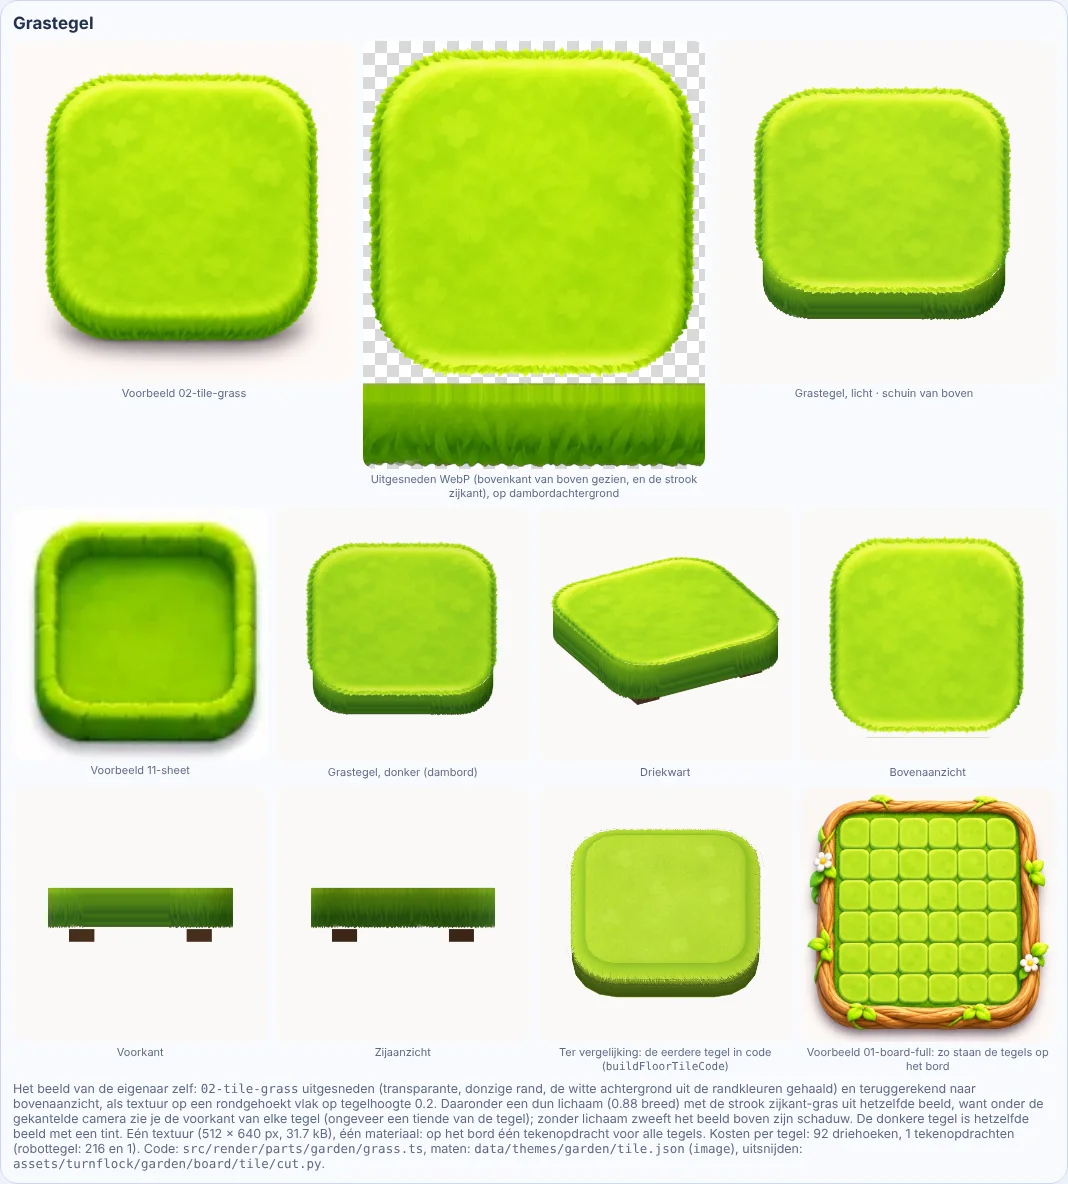 Grastegel
Voorbeeld 02-tile-grass
Grastegel, licht · schuin van boven
Uitgesneden WebP (bovenkant van boven gezien, en de strook
zijkant), op dambordachtergrond
Voorbeeld 11-sheet
Grastegel, donker (dambord)
Driekwart
Bovenaanzicht
Voorkant
Zijaanzicht
Ter vergelijking: de eerdere tegel in code
(buildFloorTileCode)
Voorbeeld 01-board-full: zo staan de tegels op
het bord
Het beeld van de eigenaar zelf: 02-tile-grass uitgesneden (transparante, donzige rand, de witte achtergrond uit de randkleuren gehaald) en teruggerekend naar
bovenaanzicht, als textuur op een rondgehoekt vlak op tegelhoogte 0.2. Daaronder een dun lichaam (0.88 breed) met de strook zijkant-gras uit hetzelfde beeld, want onder de
gekantelde camera zie je de voorkant van elke tegel (ongeveer een tiende van de tegel); zonder lichaam zweeft het beeld boven zijn schaduw. De donkere tegel is hetzelfde
beeld met een tint. Eén textuur (512 × 640 px, 31.7 kB), één materiaal: op het bord één tekenopdracht voor alle tegels. Kosten per tegel: 92 driehoeken, 1 tekenopdrachten
(robottegel: 216 en 1). Code: src/render/parts/garden/grass.ts, maten: data/themes/garden/tile.json (image), uitsnijden:
assets/turnflock/garden/board/tile/cut.py.